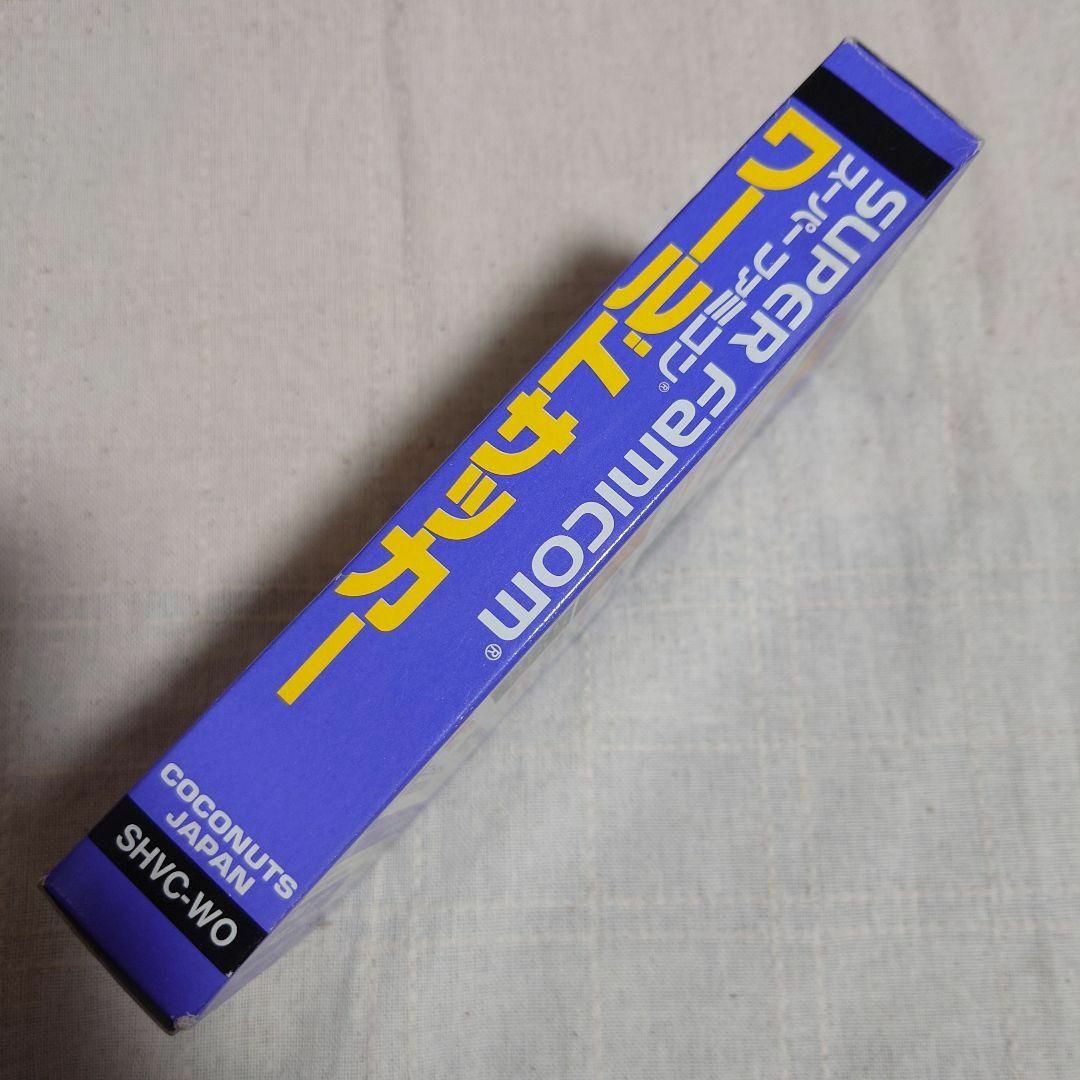 SUPER Famicom®
スーパー ファミコン®
ワールドサッカー
COCONUTS
JAPAN
SHVC-WO